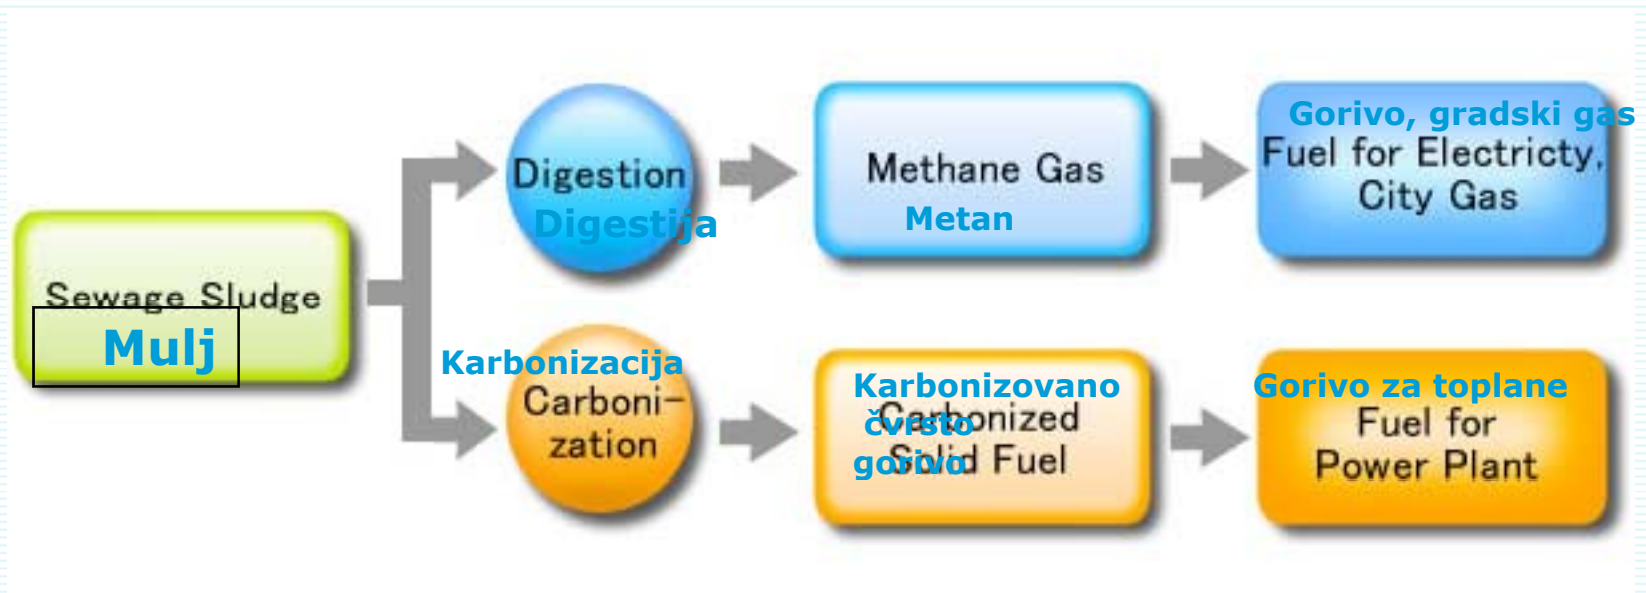 Sewage Sludge
Mulj
Digestion
Digestija
Methane Gas
Metan
Gorivo, gradski gas
Fuel for Electricty,
City Gas
Karbonizacija
Carboni-
zation
Karbonizovano
čvrsto
gorivo
Carbonized
Solid Fuel
Gorivo za toplane
Fuel for
Power Plant